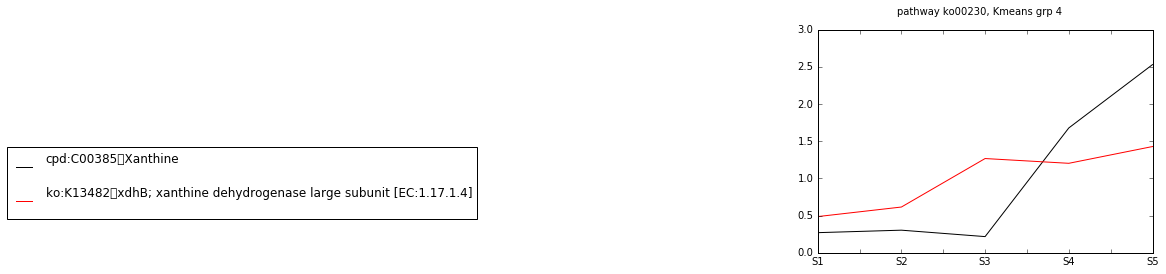 pathway ko00230, Kmeans grp 4
3.0
2.5
2.0
1.5
1.0
0.5
0.0
S1 S2 S3 S4 S5
cpd:C00385▯Xanthine
ko:K13482▯xdhB; xanthine dehydrogenase large subunit [EC:1.17.1.4]